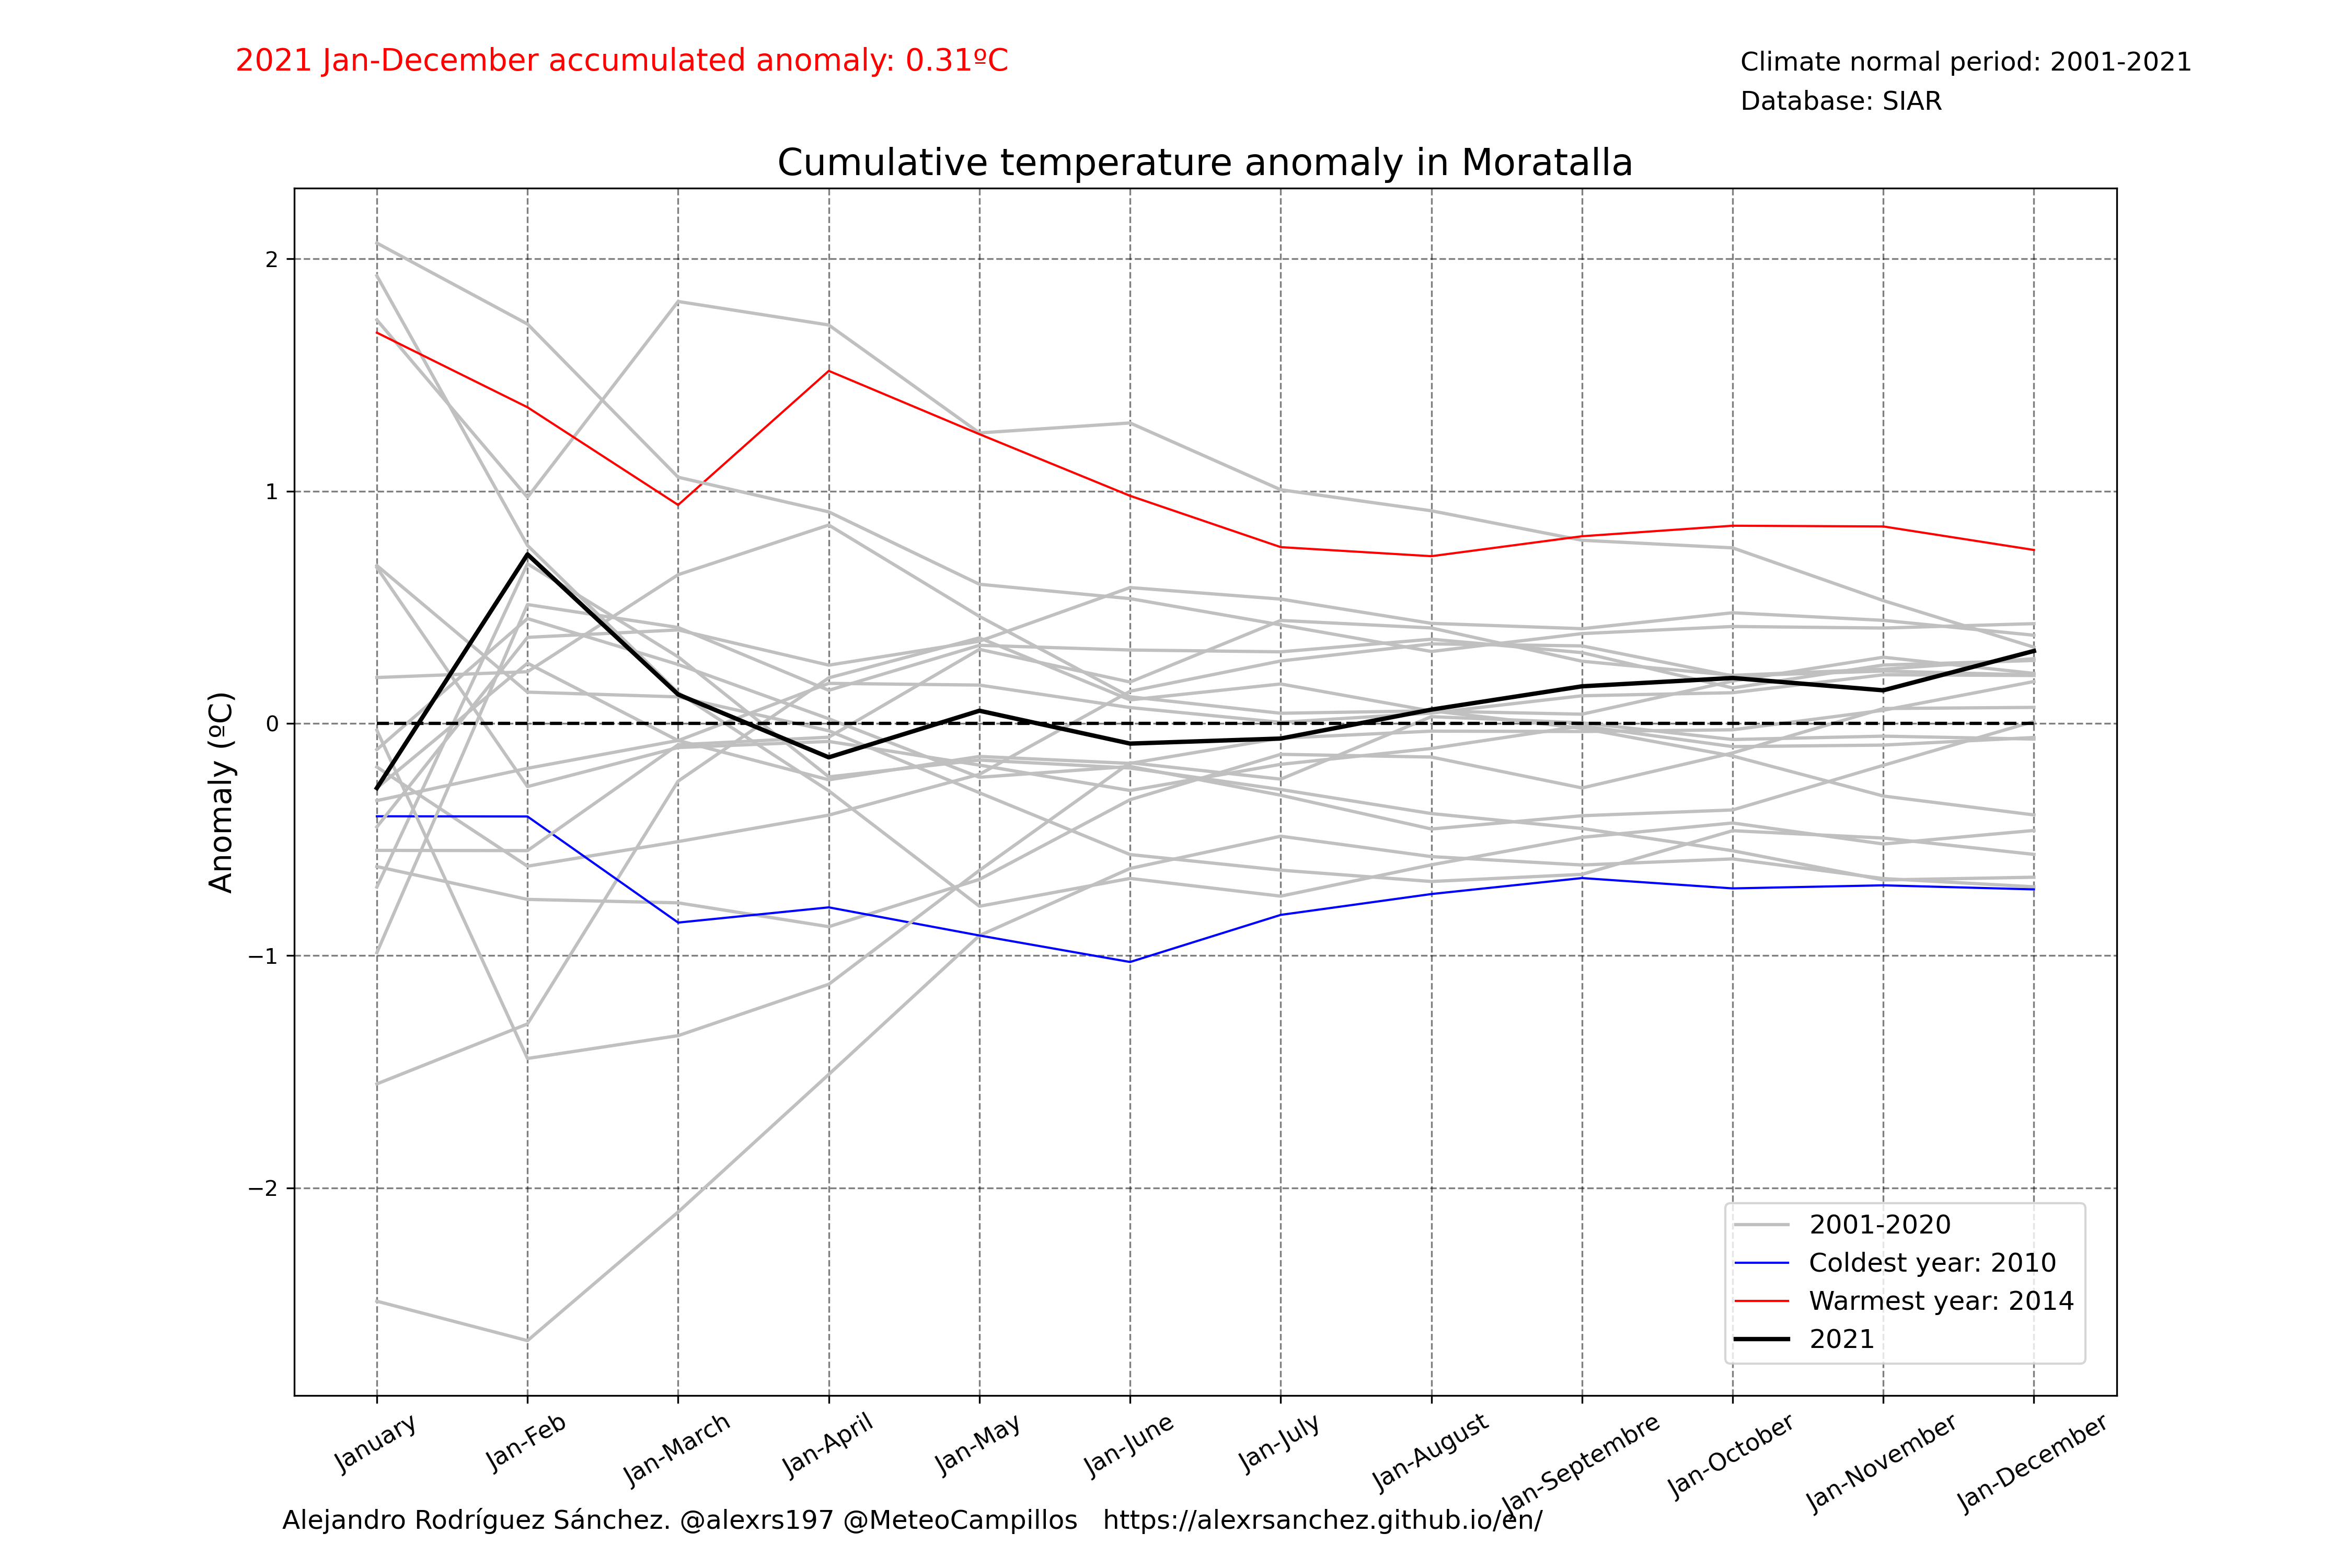 2021 Jan-December accumulated anomaly: 0.31ºC
Climate normal period: 2001-2021
Database: SIAR
Cumulative temperature anomaly in Moratalla
Anomaly (ºC)
2
1
0
−1
−2
2001-2020
Coldest year: 2010
Warmest year: 2014
2021
January
Jan-Feb
Jan-March
Jan-April
Jan-May
Jan-June
Jan-July
Jan-August
Jan-Septembre
Jan-October
Jan-November
Jan-December
Alejandro Rodríguez Sánchez. @alexrs197 @MeteoCampillos https://alexrsanchez.github.io/en/